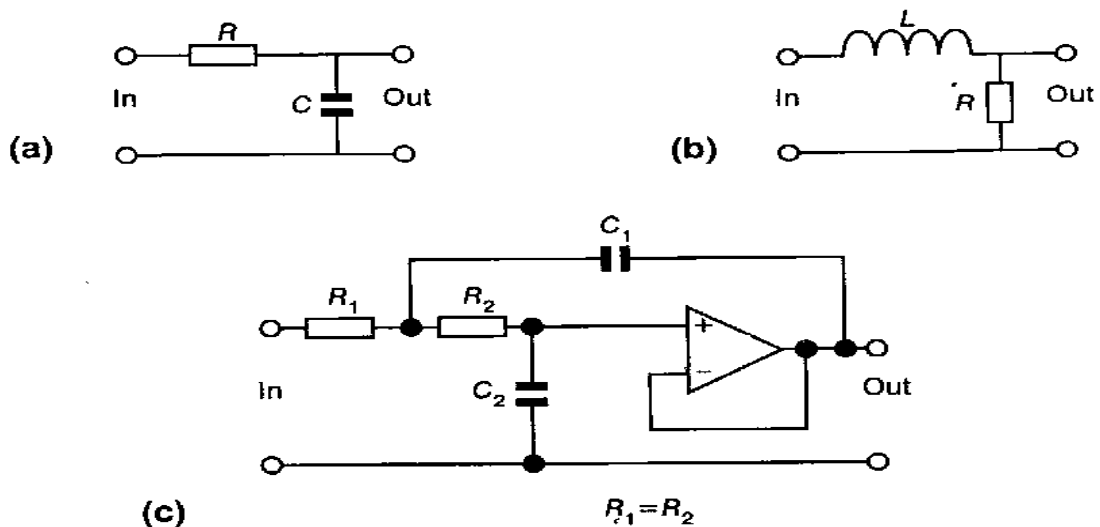 R
In
C
Out
(a)
L
In
R
Out
(b)
C₁
R₁
R₂
+
−
In
C₂
Out
(c)
R₁=R₂